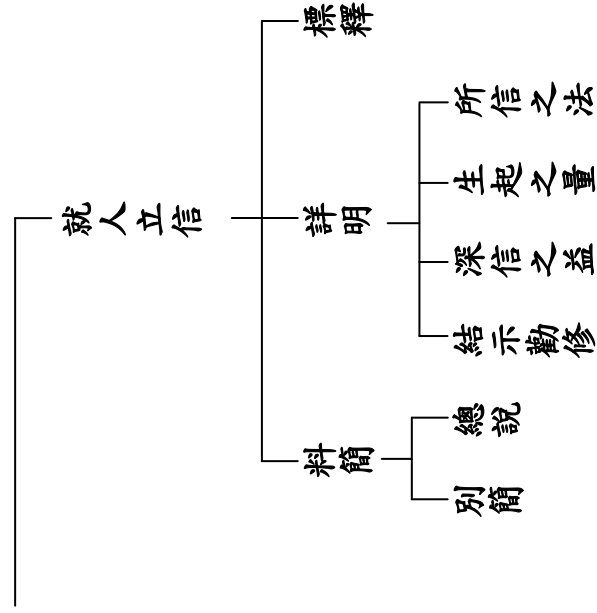 就人立信
標釋
詳明
所信之法
生起之量
深信之益
結示勸修
料簡
總說
別簡